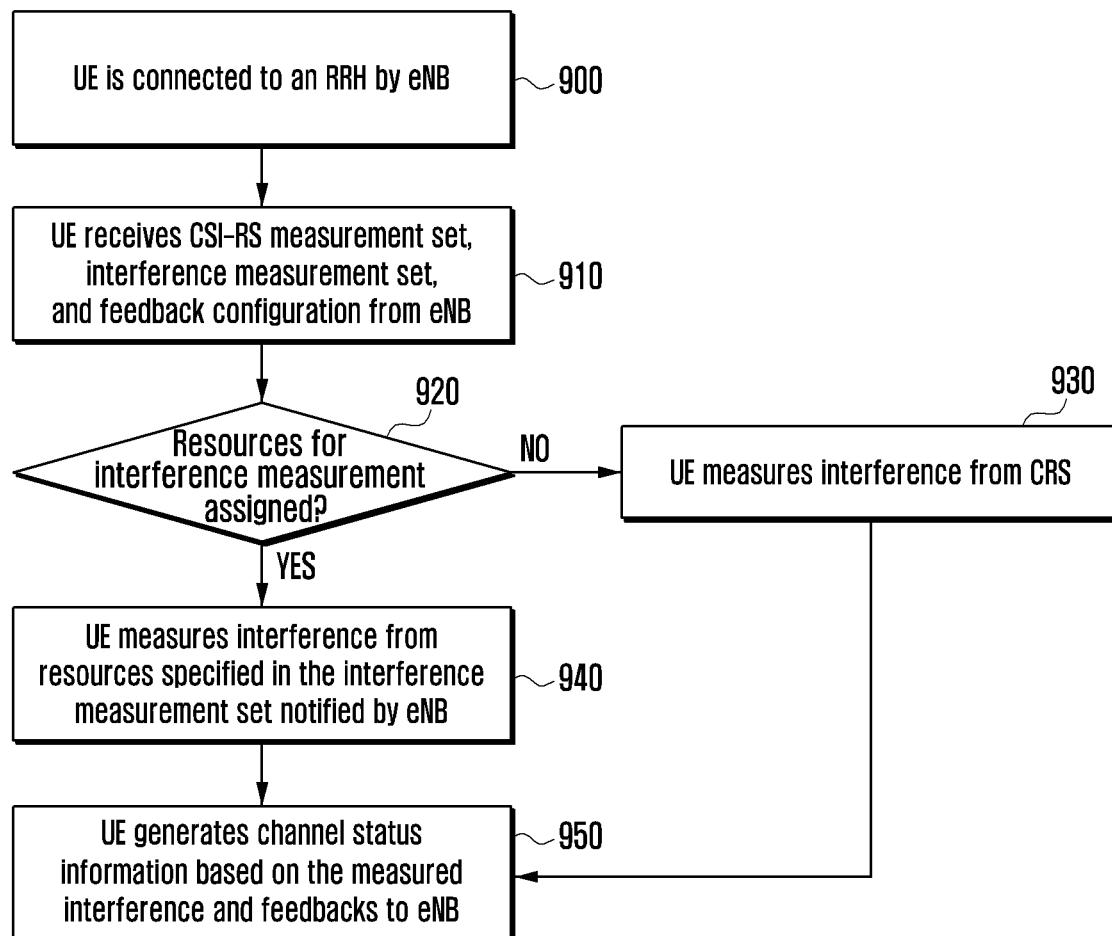 UE is connected to an RRH by eNB
900
UE receives CSI-RS measurement set,
interference measurement set,
and feedback configuration from eNB
910
920
Resources for
interference measurement
assigned?
NO
930
UE measures interference from CRS
YES
UE measures interference from
resources specified in the interference
measurement set notified by eNB
940
UE generates channel status
information based on the measured
interference and feedbacks to eNB
950